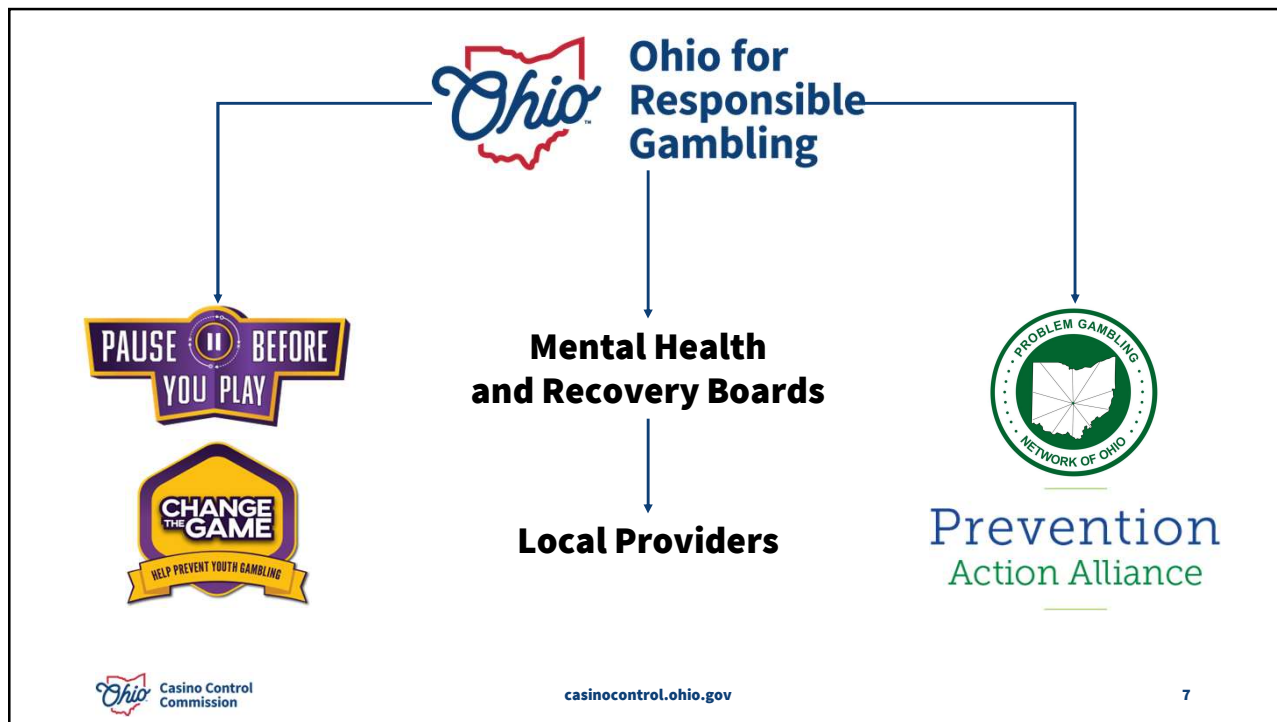 Ohio
™
Ohio for
Responsible
Gambling
PAUSE BEFORE
YOU PLAY
CHANGE
THE GAME
HELP PREVENT YOUTH GAMBLING
Mental Health
and Recovery Boards
Local Providers
PROBLEM GAMBLING
NETWORK OF OHIO
Prevention
Action Alliance
Ohio
Casino Control
Commission
casinocontrol.ohio.gov
7